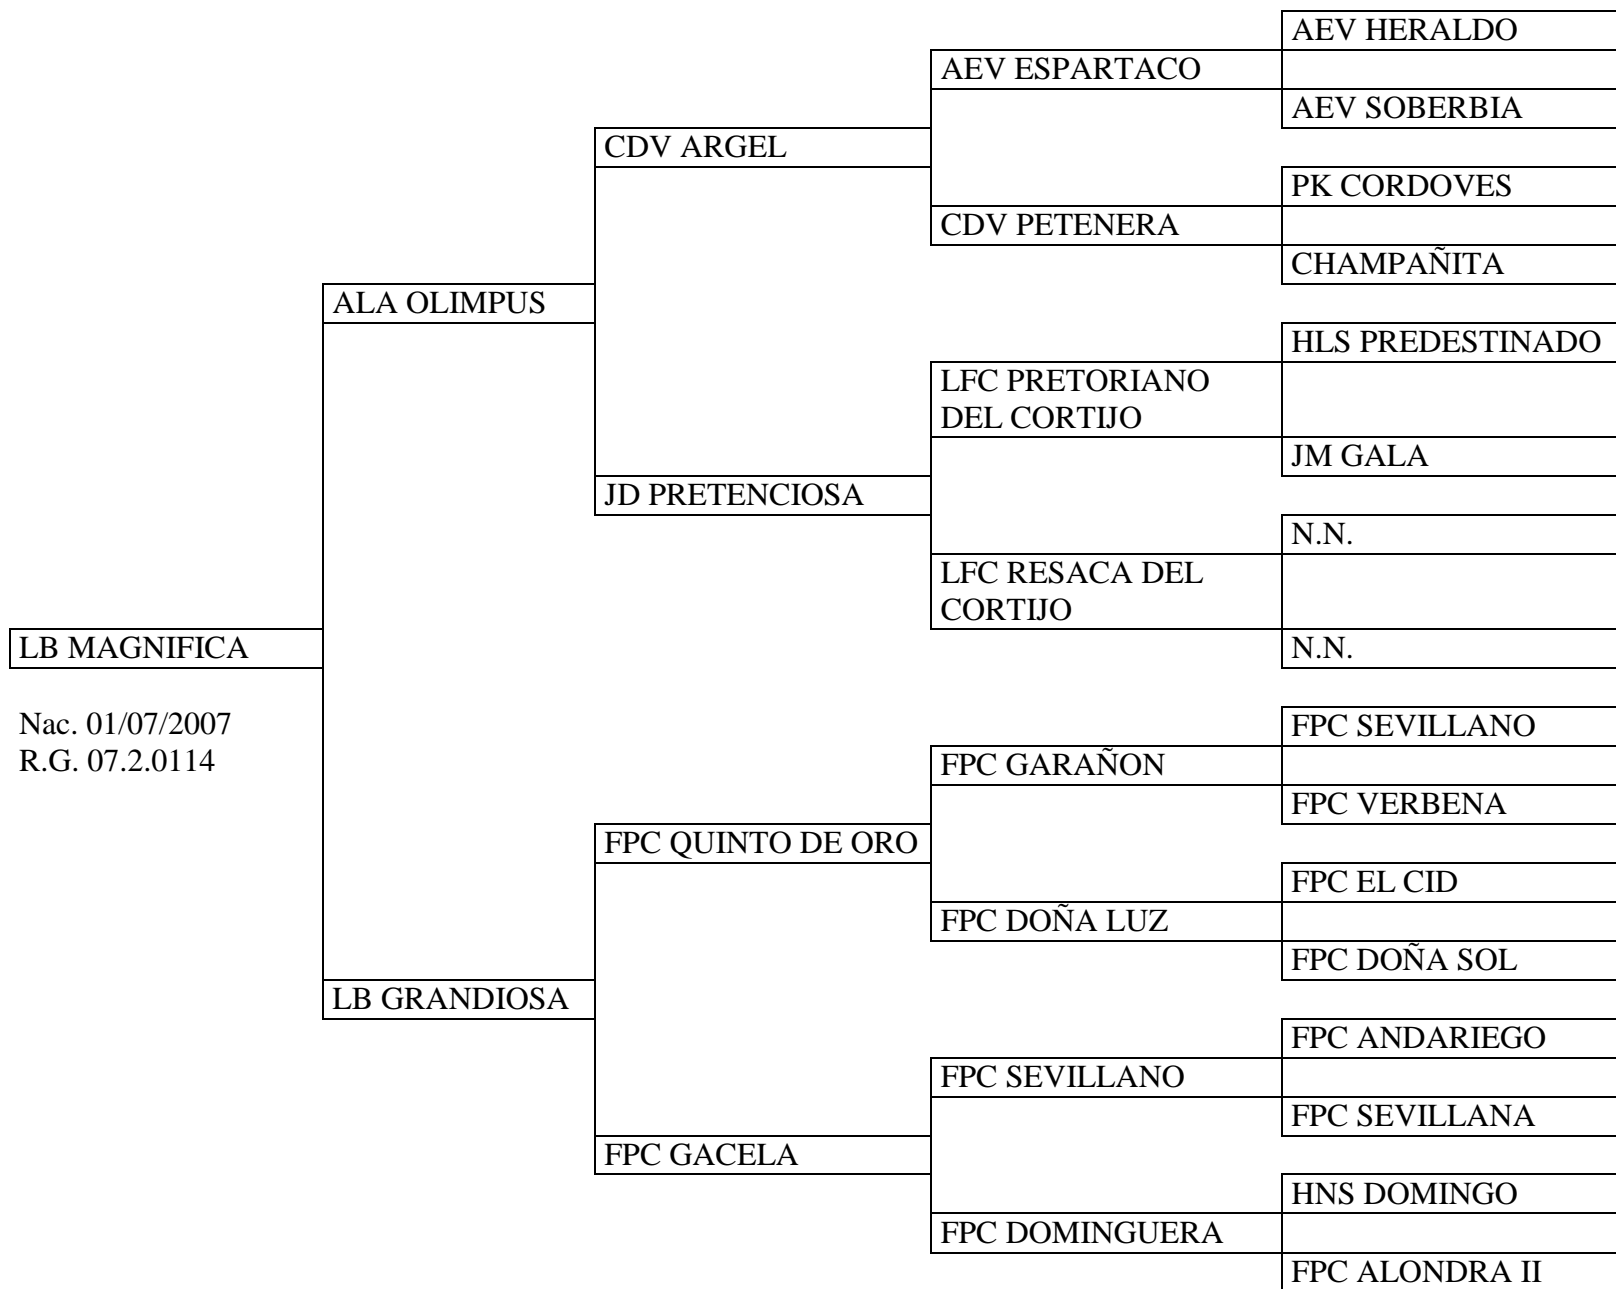 AEV HERALDO
AEV ESPARTACO
AEV SOBERBIA
CDV ARGEL
PK CORDOVES
CDV PETENERA
CHAMPAÑITA
ALA OLIMPUS
HLS PREDESTINADO
LFC PRETORIANO
DEL CORTIJO
JM GALA
JD PRETENCIOSA
N.N.
LFC RESACA DEL
CORTIJO
LB MAGNIFICA
N.N.
Nac. 01/07/2007
R.G. 07.2.0114
FPC SEVILLANO
FPC GARAÑON
FPC VERBENA
FPC QUINTO DE ORO
FPC EL CID
FPC DOÑA LUZ
FPC DOÑA SOL
LB GRANDIOSA
FPC ANDARIEGO
FPC SEVILLANO
FPC SEVILLANA
FPC GACELA
HNS DOMINGO
FPC DOMINGUERA
FPC ALONDRA II